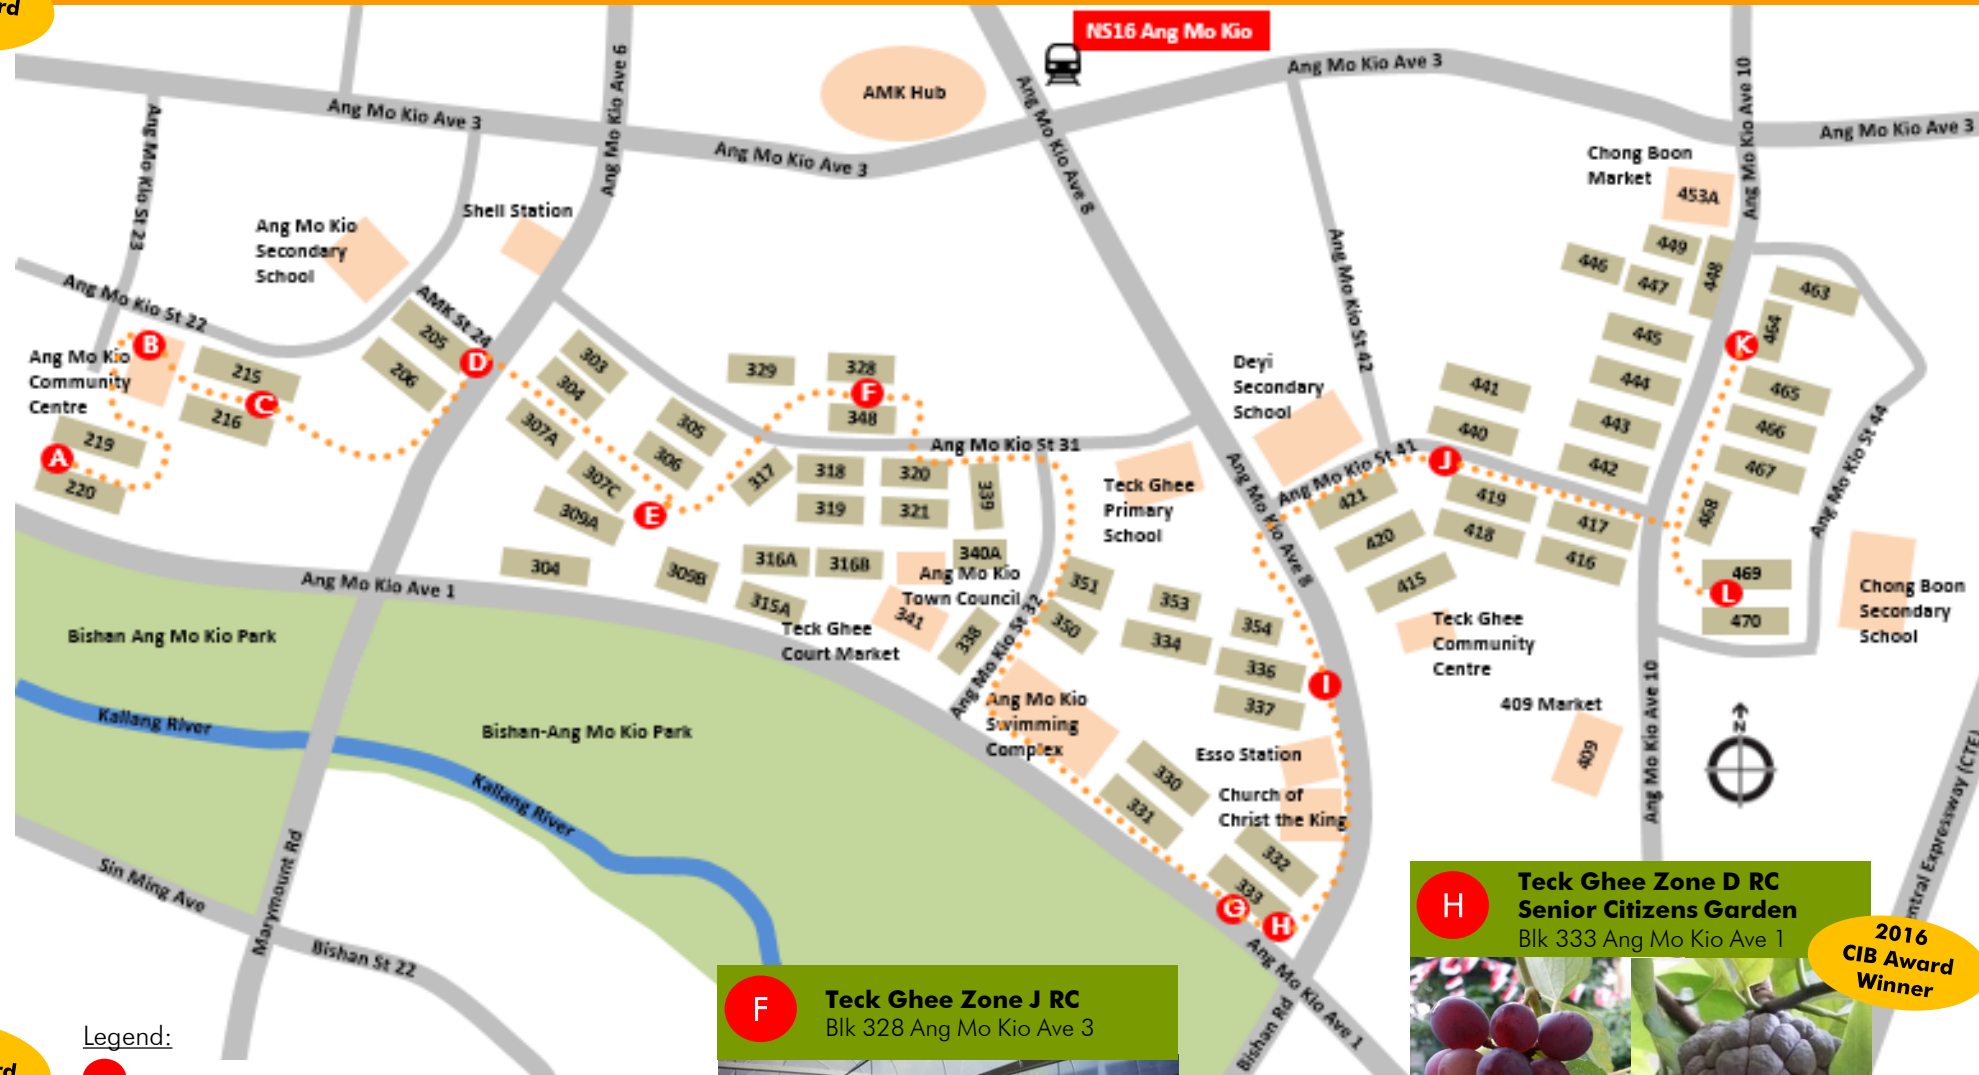 rd
NS16 Ang Mo Kio
AMK Hub
Ang Mo Kio Ave 3
Ang Mo Kio Ave 3
Ang Mo Kio Ave 3
Ang Mo Kio Ave 3
Ang Mo Kio Ave 6
Ang Mo Kio Ave 8
Ang Mo Kio Ave 10
Ang Mo Kio St 23
Ang Mo Kio St 22
Ang Mo Kio
Secondary
School
Shell Station
AMK St 24
Chong Boon
Market
453A
449
446
447
448
463
464
445
444
443
442
465
466
467
468
469
470
K
L
Ang Mo Kio St 44
Chong Boon
Secondary
School
Ang Mo Kio
Community
Centre
B
215
216
C
219
A
220
205
206
D
303
304
307A
305
306
307C
309A
E
304
309B
329
328
F
348
Ang Mo Kio St 31
317
318
320
339
319
321
316A
316B
340A
315A
Ang Mo Kio
Town Council
341
Teck Ghee
Court Market
338
Ang Mo Kio St 32
Teck Ghee
Primary
School
351
350
353
334
354
336
337
I
Deyi
Secondary
School
Ang Mo Kio St 42
Ang Mo Kio St 41
Ang Mo Kio Ave 8
441
440
J
421
420
415
419
418
417
416
Teck Ghee
Community
Centre
409 Market
409
Ang Mo Kio Ave 10
N
Central Expressway (CTE)
Ang Mo Kio Ave 1
Bishan Ang Mo Kio Park
Bishan-Ang Mo Kio Park
Kallang River
Kallang River
Ang Mo Kio
Swimming
Complex
330
331
Esso Station
Church of
Christ the King
332
333
G
H
Ang Mo Kio Ave 1
Bishan Rd
Sin Ming Ave
Marymount Rd
Bishan St 22
H
Teck Ghee Zone D RC
Senior Citizens Garden
Blk 333 Ang Mo Kio Ave 1
2016
CIB Award
Winner
F
Teck Ghee Zone J RC
Blk 328 Ang Mo Kio Ave 3
Legend:
rd